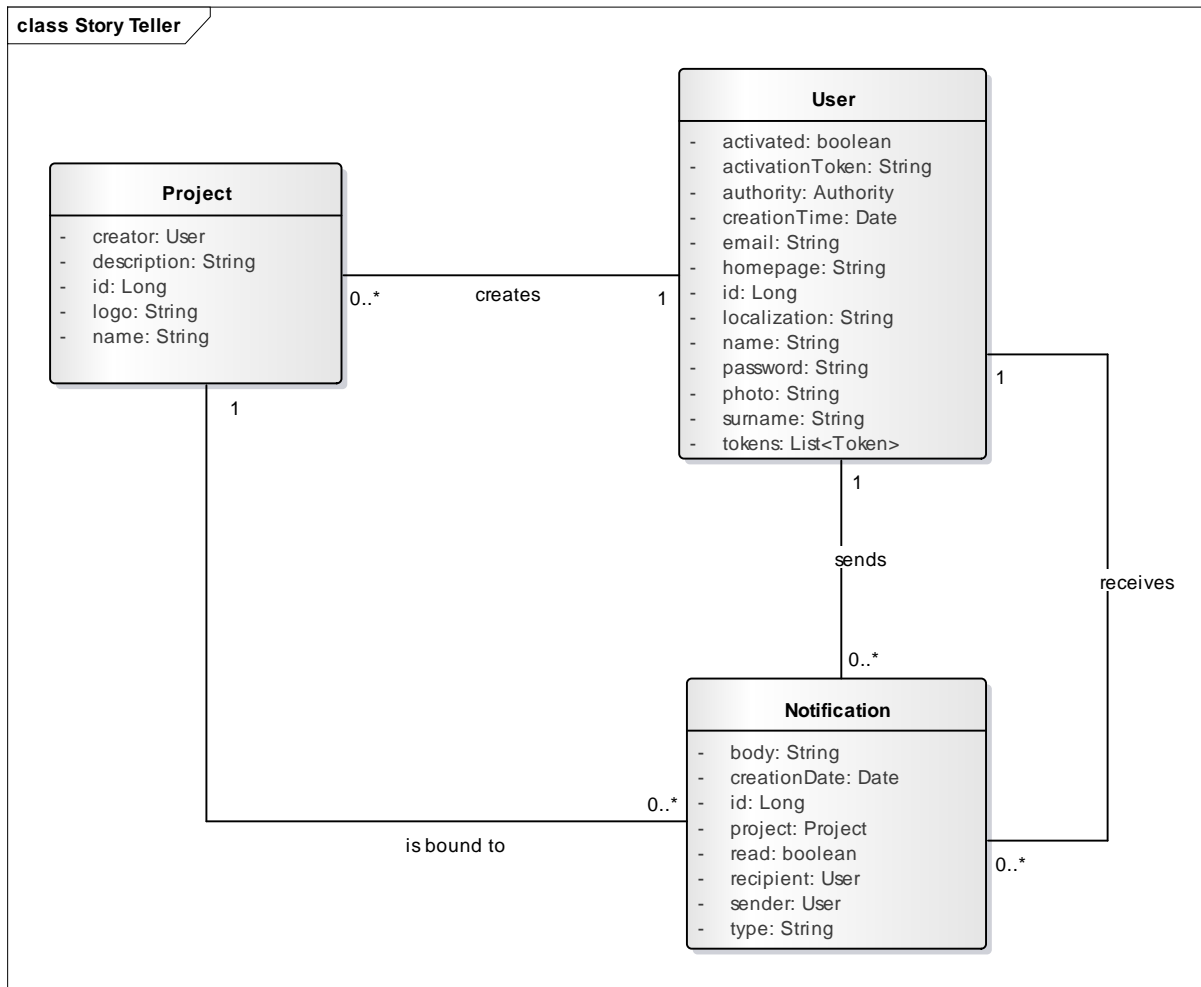 class Story Teller
User
- activated: boolean
- activationToken: String
- authority: Authority
- creationTime: Date
- email: String
- homepage: String
- id: Long
- localization: String
- name: String
- password: String
- photo: String
- surname: String
- tokens: List<Token>
Project
- creator: User
- description: String
- id: Long
- logo: String
- name: String
0..*
creates
1
1
1
1
sends
receives
0..*
Notification
- body: String
- creationDate: Date
- id: Long
- project: Project
- read: boolean
- recipient: User
- sender: User
- type: String
0..*
is bound to
0..*